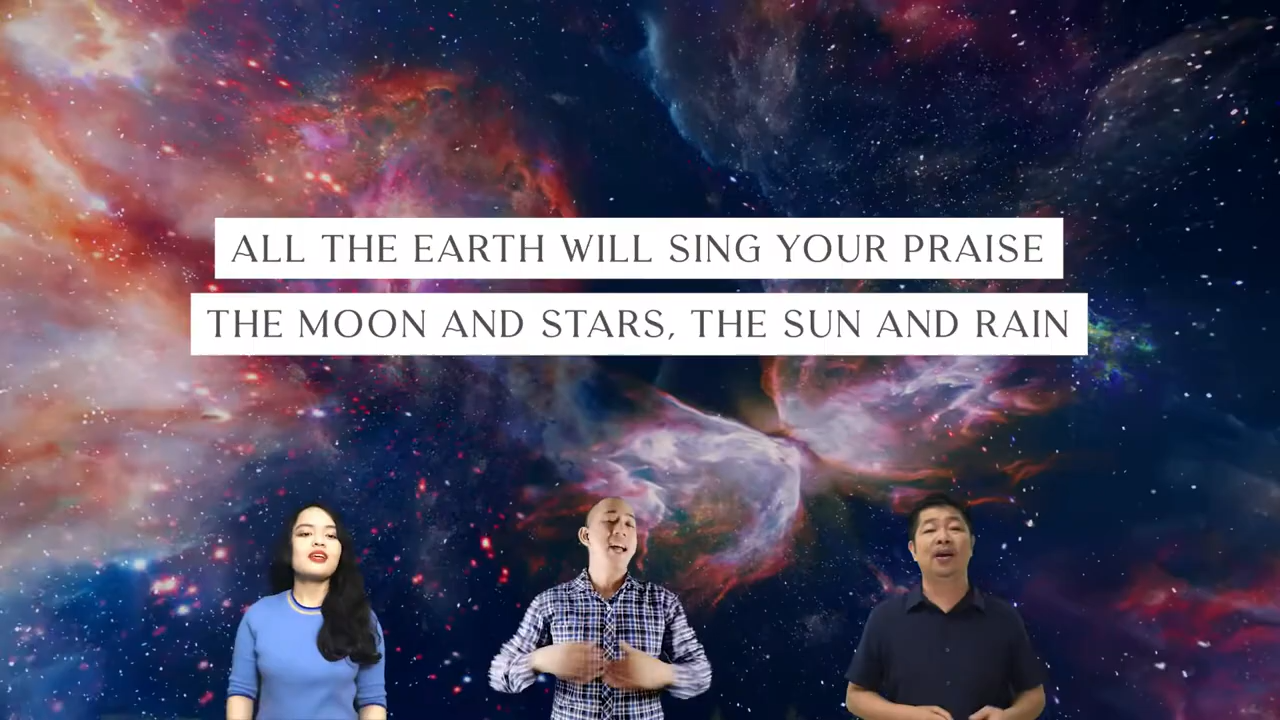 ALL THE EARTH WILL SING YOUR PRAISE
THE MOON AND STARS, THE SUN AND RAIN